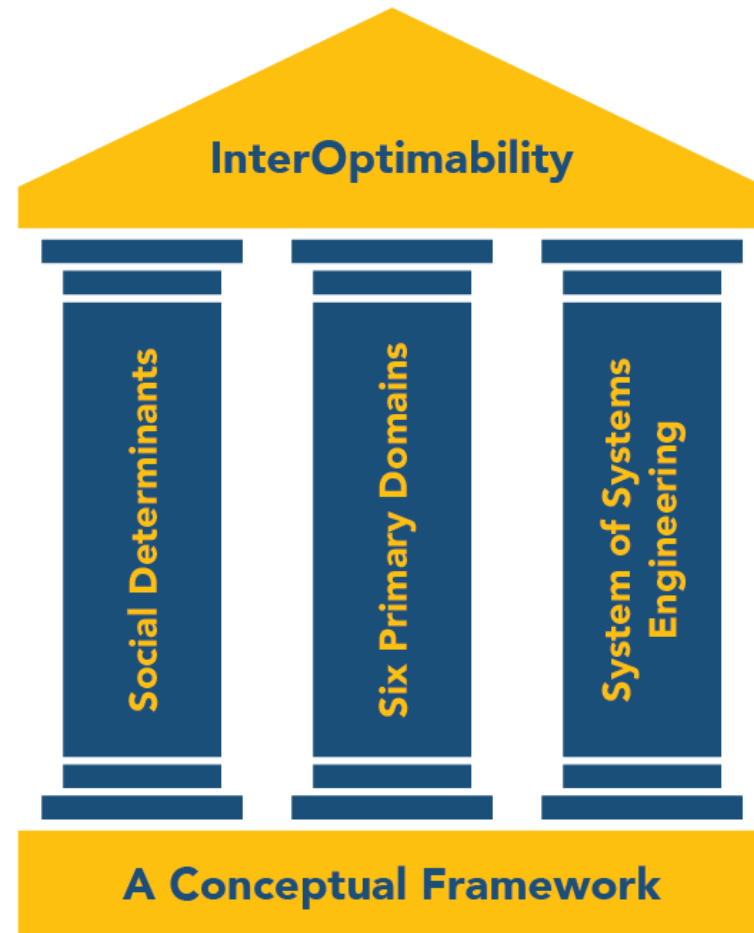 InterOptimability
Social Determinants
Six Primary Domains
System of Systems
Engineering
A Conceptual Framework